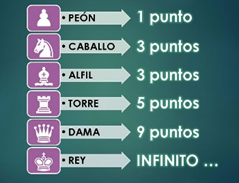 • PEÓN 1 punto
• CABALLO 3 puntos
• ALFIL 3 puntos
• TORRE 5 puntos
• DAMA 9 puntos
• REY INFINITO ...